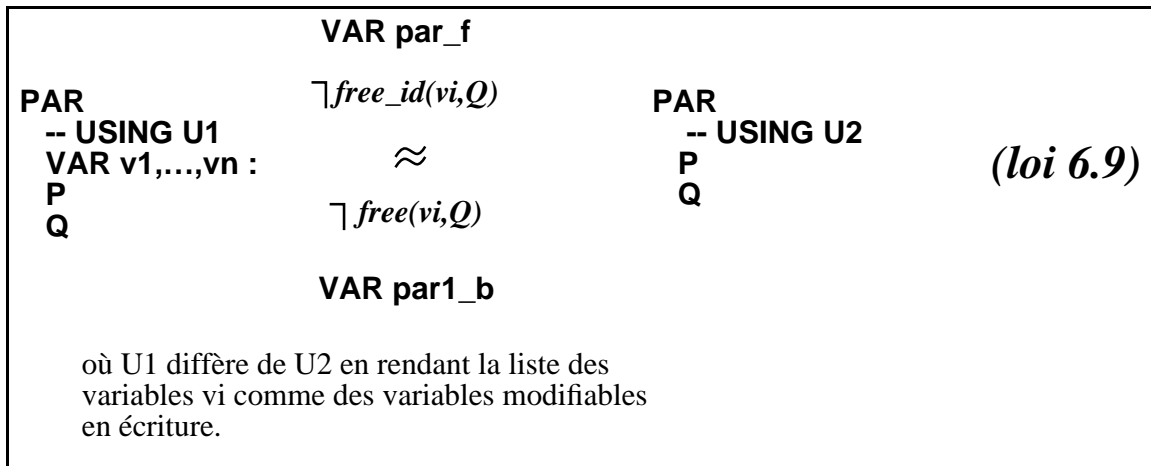 VAR par_f
PAR
-- USING U1
VAR v1,...,vn :
P
Q
¬free_id(vi,Q)
≈
¬ free(vi,Q)
PAR
-- USING U2
P
Q
(loi 6.9)
VAR par1_b
où U1 diffère de U2 en rendant la liste des
variables vi comme des variables modifiables
en écriture.